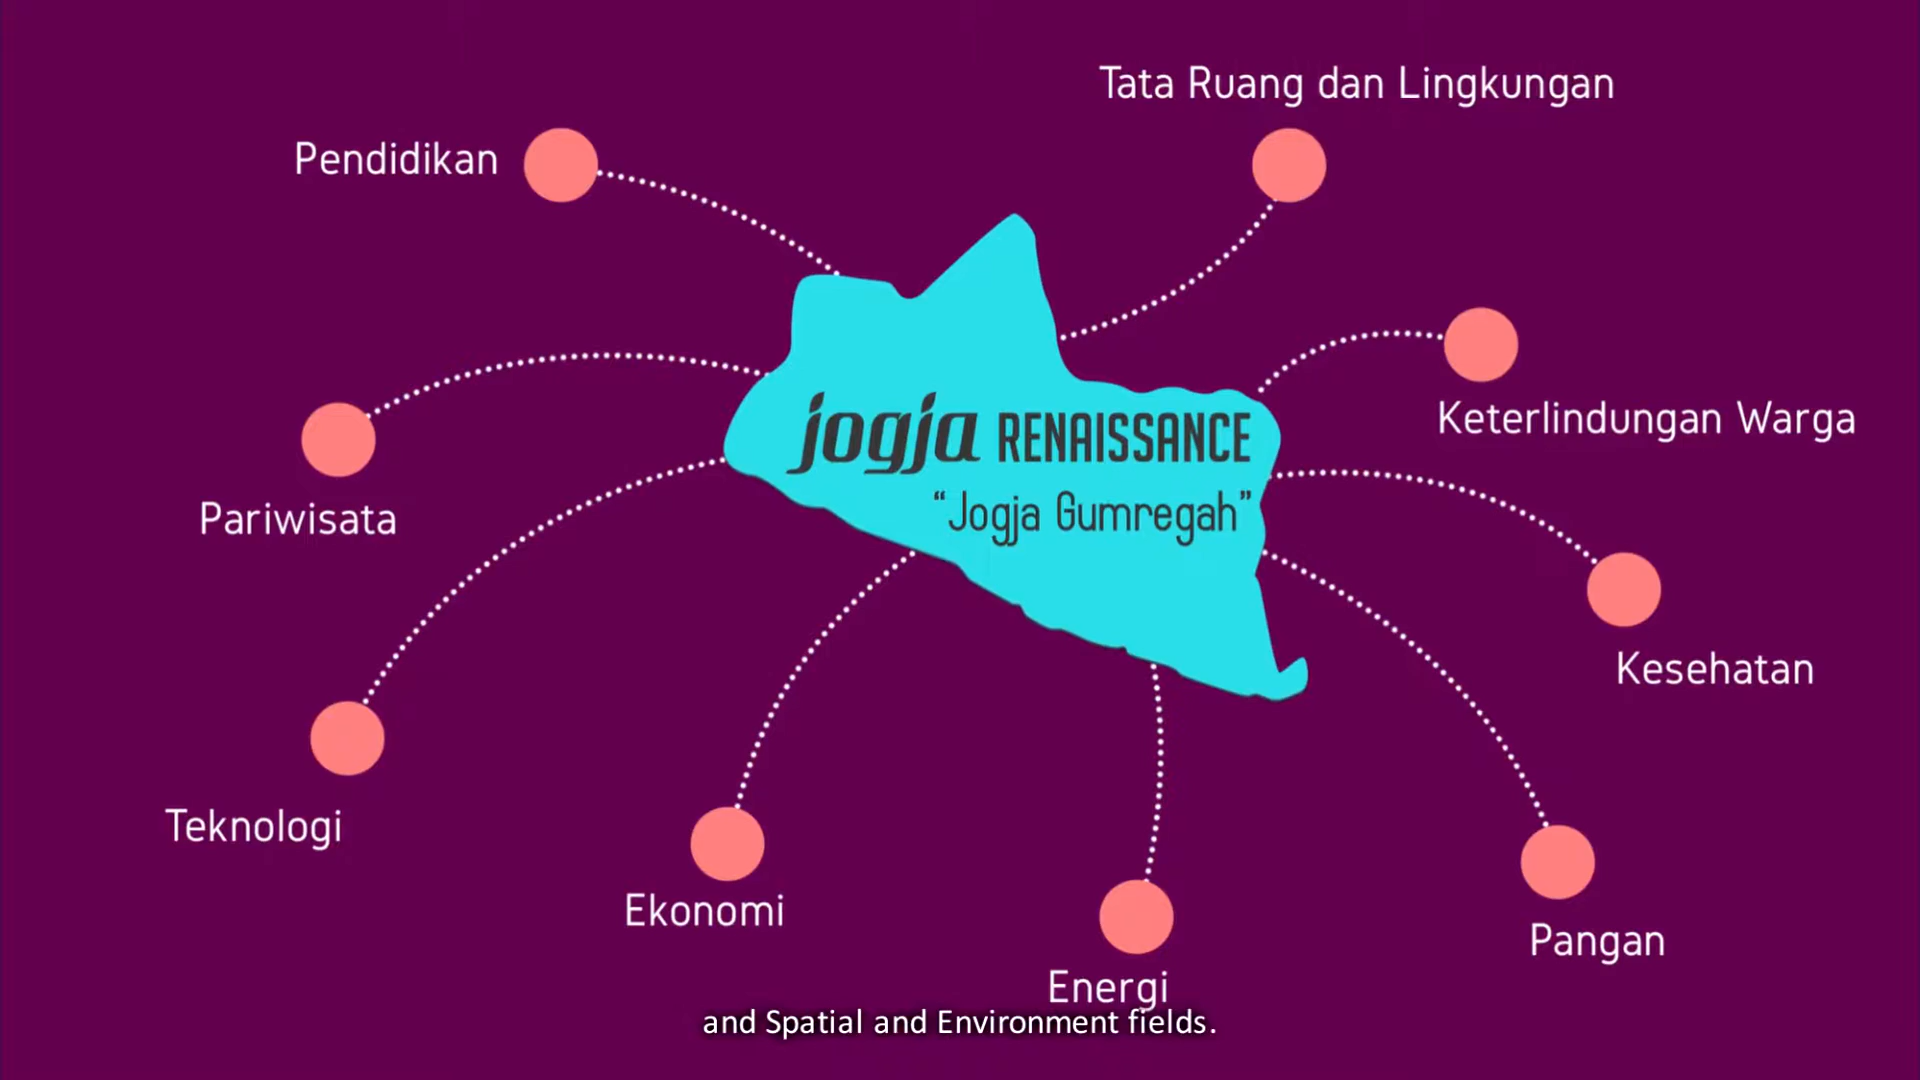 Tata Ruang dan Lingkungan
Pendidikan
Keterlindungan Warga
jogja RENAISSANCE
“Jogja Gumregah”
Pariwisata
Kesehatan
Teknologi
Ekonomi
Pangan
Energi
and Spatial and Environment fields.